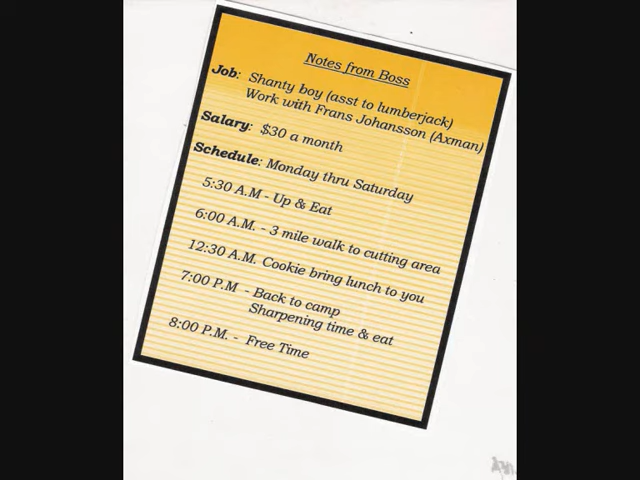 Notes from Boss
Job: Shanty boy (asst to lumberjack)
Work with Frans Johansson (Axman)
Salary: $30 a month
Schedule: Monday thru Saturday
5:30 A.M - Up & Eat
6:00 A.M. - 3 mile walk to cutting area
12:30 A.M. Cookie bring lunch to you
7:00 P.M - Back to camp
Sharpening time & eat
8:00 P.M. - Free Time